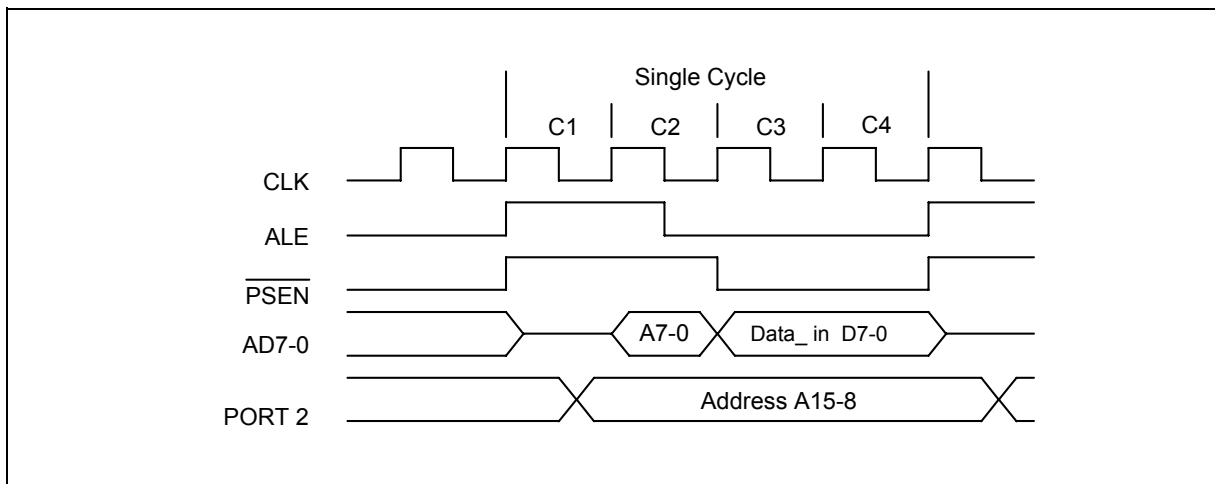 Single Cycle
C1 C2 C3 C4
CLK
ALE
PSEN
AD7-0 A7-0 Data_ in D7-0
PORT 2 Address A15-8